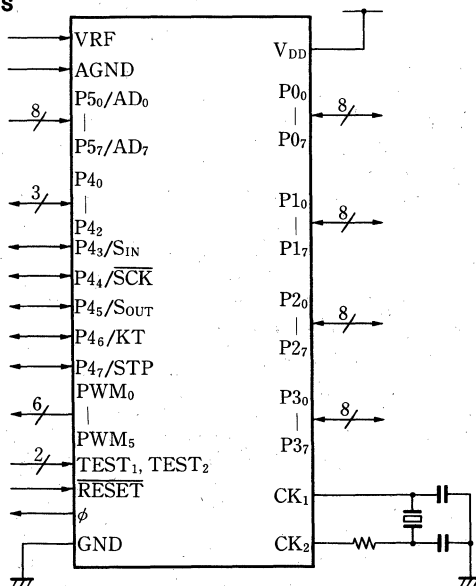 S
VRF
AGND
P5₀/AD₀
8
P5₇/AD₇
P4₀
3
P4₂
P4₃/S_IN
P4₄/S̅C̅K̅
P4₅/S_OUT
P4₆/KT
P4₇/STP
PWM₀
6
PWM₅
2
TEST₁, TEST₂
R̅E̅S̅E̅T̅
ϕ
GND
V_DD
P0₀
8
P0₇
P1₀
8
P1₇
P2₀
8
P2₇
P3₀
8
P3₇
CK₁
CK₂